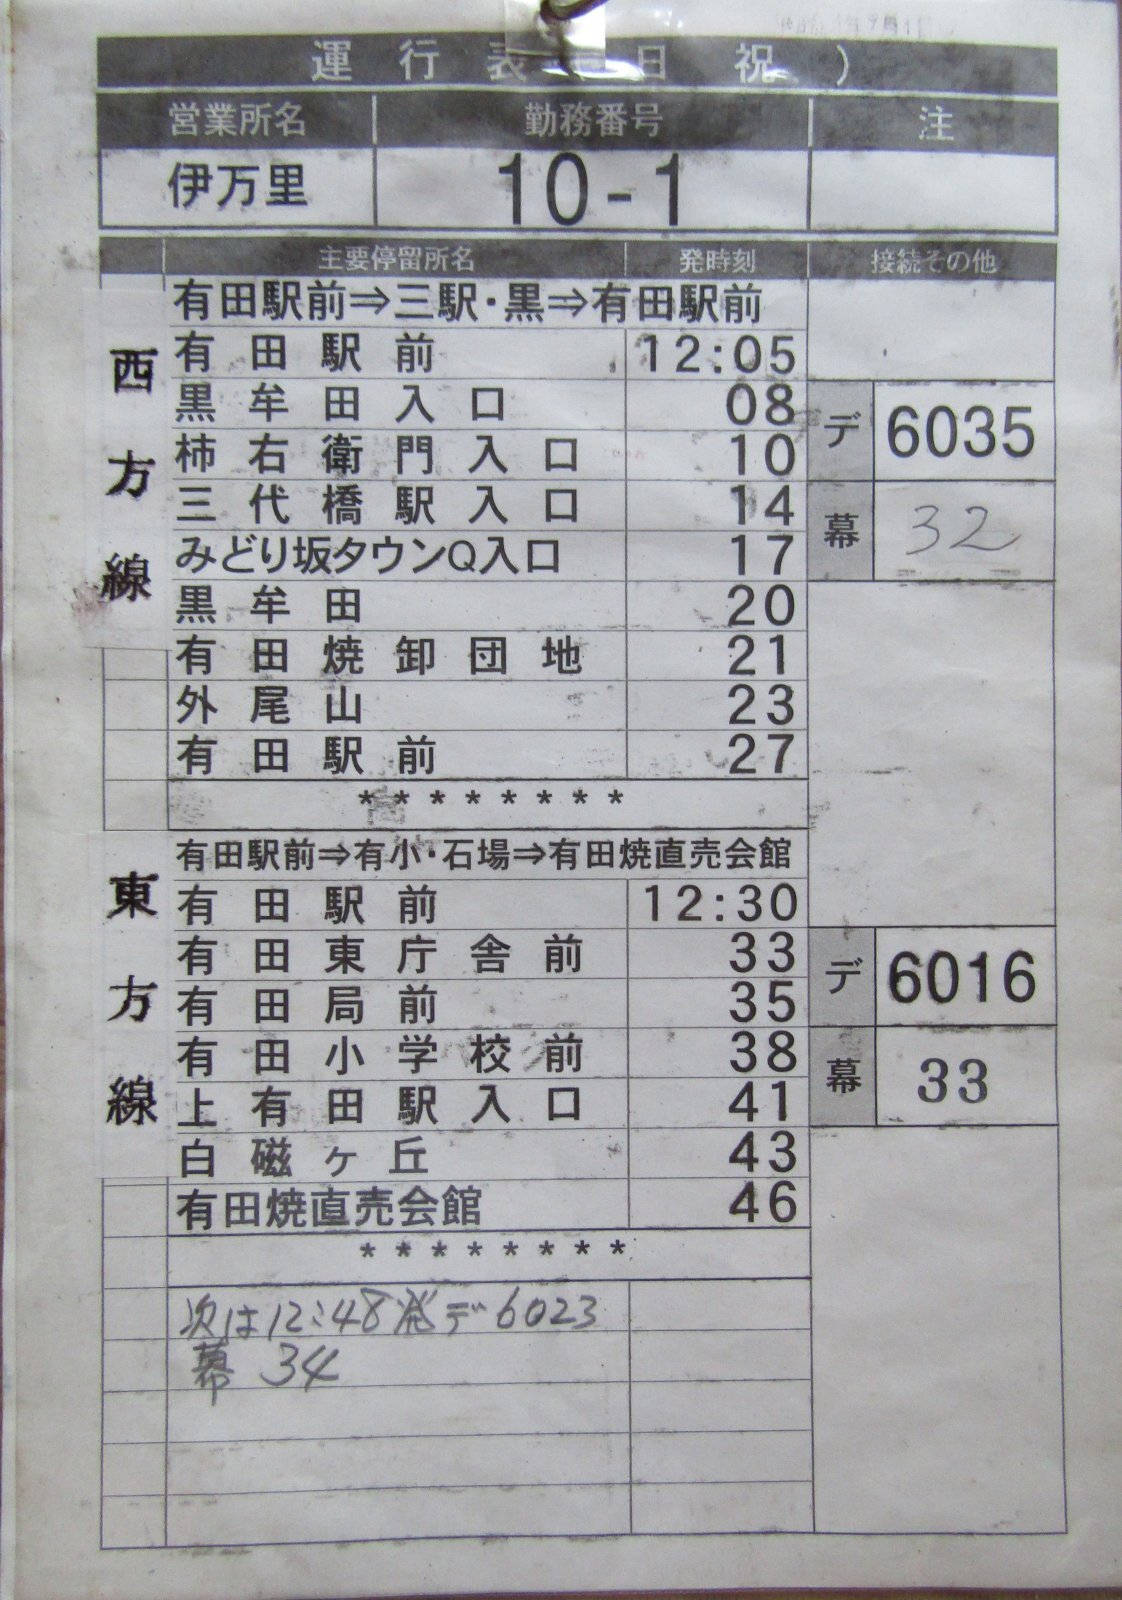 運行表 日祝)
営業所名 勤務番号 注
伊万里 10-1
主要停留所名 発時刻 接続その他
西方線
有田駅前⇒三駅・黒⇒有田駅前
有田駅前 12:05
黒牟田入口 08
デ 6035
柿右衛門入口 10
三代橋駅入口 14
幕 32
みどり坂タウンQ入口 17
黒牟田 20
有田焼卸団地 21
外尾山 23
有田駅前 27
********
東方線
有田駅前⇒有小・石場⇒有田焼直売会館
有田駅前 12:30
有田東庁舎前 33
デ 6016
有田局前 35
有田小学校前 38
幕 33
上有田駅入口 41
白磁ヶ丘 43
有田焼直売会館 46
********
次は12:48発デ6023
幕 34